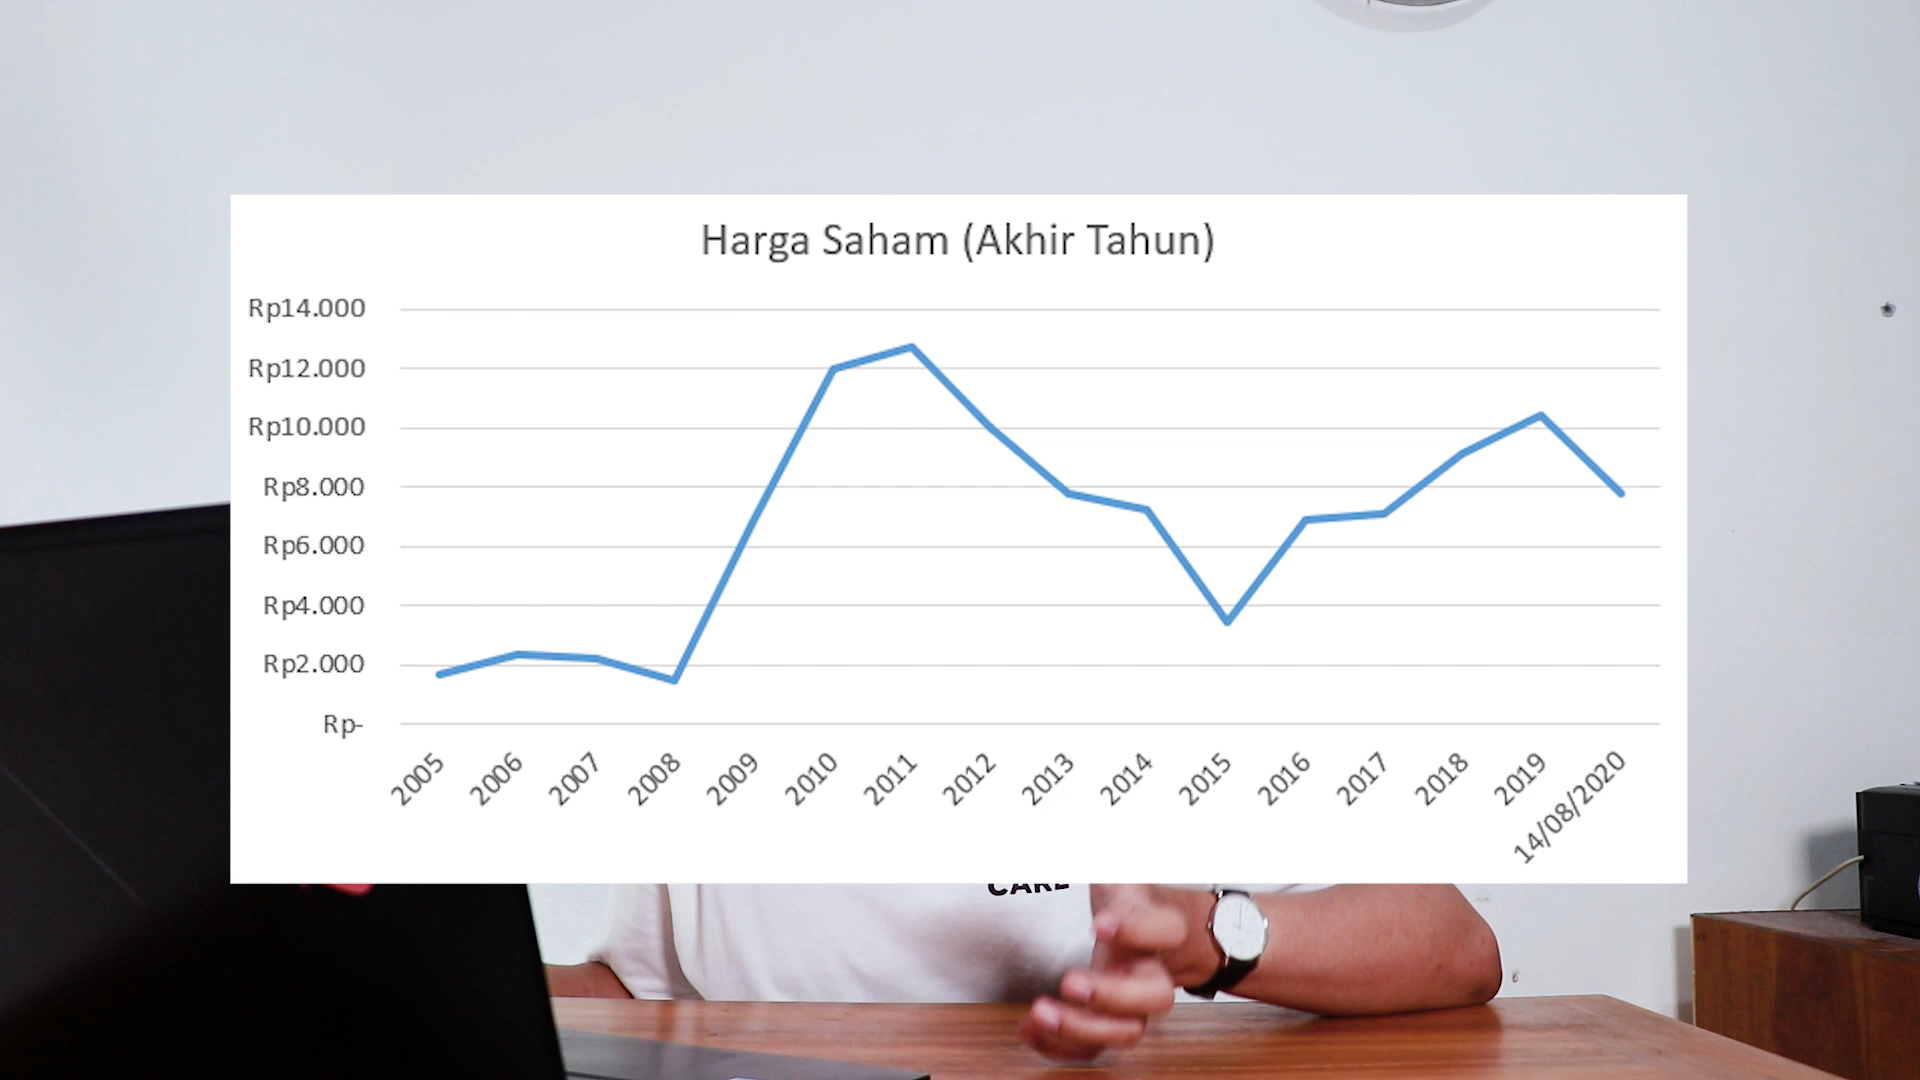 Harga Saham (Akhir Tahun)
Rp14.000
Rp12.000
Rp10.000
Rp8.000
Rp6.000
Rp4.000
Rp2.000
Rp-
2005 2006 2007 2008 2009 2010 2011 2012 2013 2014 2015 2016 2017 2018 2019 14/08/2020
CARE